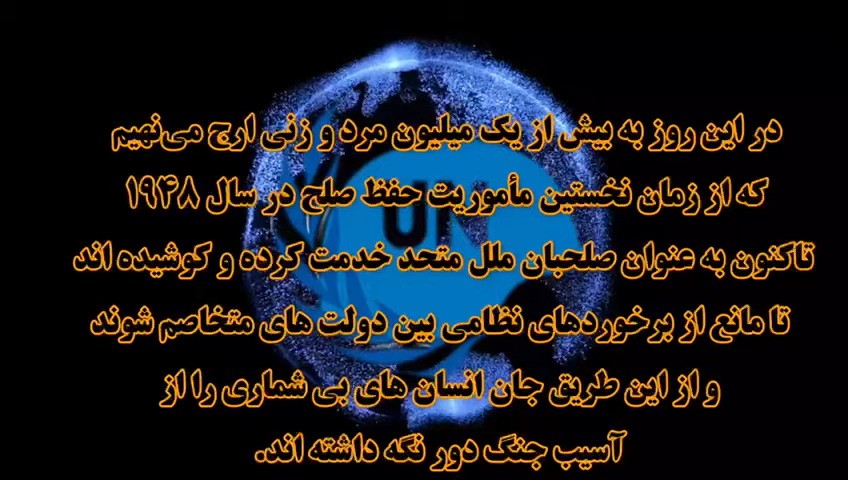 در این روز به بیش از یک میلیون مرد و زنی ارج می‌نهیم
که از زمان نخستین مأموریت حفظ صلح در سال ۱۹۴۸
تاکنون به عنوان صلحبان ملل متحد خدمت کرده و کوشیده اند
تا مانع از برخوردهای نظامی بین دولت های متخاصم شوند
و از این طریق جان انسان های بی شماری را از
آسیب جنگ دور نگه داشته اند.
UN